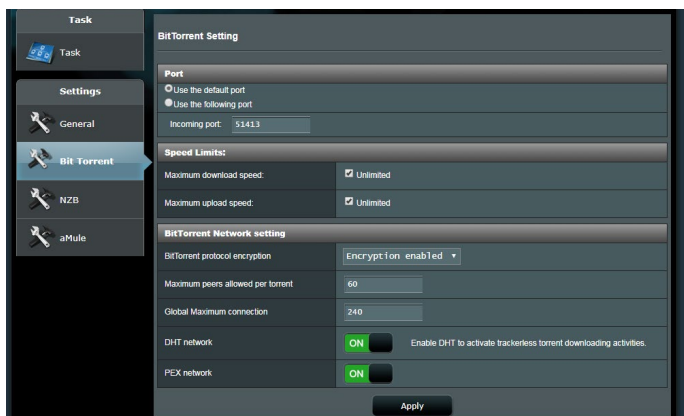 Task
Task
Settings
General
Bit Torrent
NZB
aMule
BitTorrent Setting
Port
Use the default port
Use the following port
Incoming port: 51413
Speed Limits:
Maximum download speed: Unlimited
Maximum upload speed: Unlimited
BitTorrent Network setting
BitTorrent protocol encryption Encryption enabled
Maximum peers allowed per torrent 60
Global Maximum connection 240
DHT network ON Enable DHT to activate trackerless torrent downloading activities.
PEX network ON
Apply